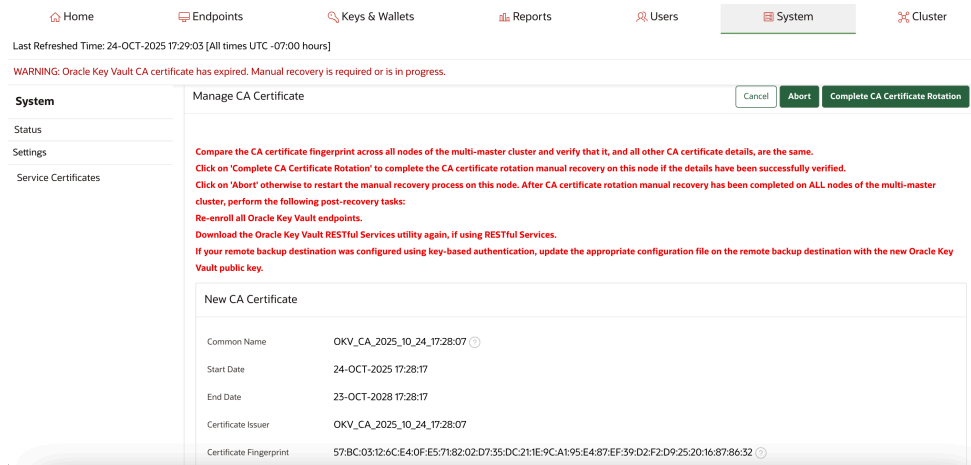 Home Endpoints Keys & Wallets Reports Users System Cluster
Last Refreshed Time: 24-OCT-2025 17:29:03 [All times UTC -07:00 hours]
WARNING: Oracle Key Vault CA certificate has expired. Manual recovery is required or is in progress.
System
Status
Settings
Service Certificates
Manage CA Certificate
Cancel Abort Complete CA Certificate Rotation
Compare the CA certificate fingerprint across all nodes of the multi-master cluster and verify that it, and all other CA certificate details, are the same.
Click on 'Complete CA Certificate Rotation' to complete the CA certificate rotation manual recovery on this node if the details have been successfully verified.
Click on 'Abort' otherwise to restart the manual recovery process on this node. After CA certificate rotation manual recovery has been completed on ALL nodes of the multi-master
cluster, perform the following post-recovery tasks:
Re-enroll all Oracle Key Vault endpoints.
Download the Oracle Key Vault RESTful Services utility again, if using RESTful Services.
If your remote backup destination was configured using key-based authentication, update the appropriate configuration file on the remote backup destination with the new Oracle Key
Vault public key.
New CA Certificate
Common Name OKV_CA_2025_10_24_17:28:07 ?
Start Date 24-OCT-2025 17:28:17
End Date 23-OCT-2028 17:28:17
Certificate Issuer OKV_CA_2025_10_24_17:28:07
Certificate Fingerprint 57:BC:03:12:6C:E4:0F:E5:71:82:02:D7:35:DC:21:1E:9C:A1:95:E4:87:EF:39:D2:F2:D9:25:20:16:87:86:32 ?